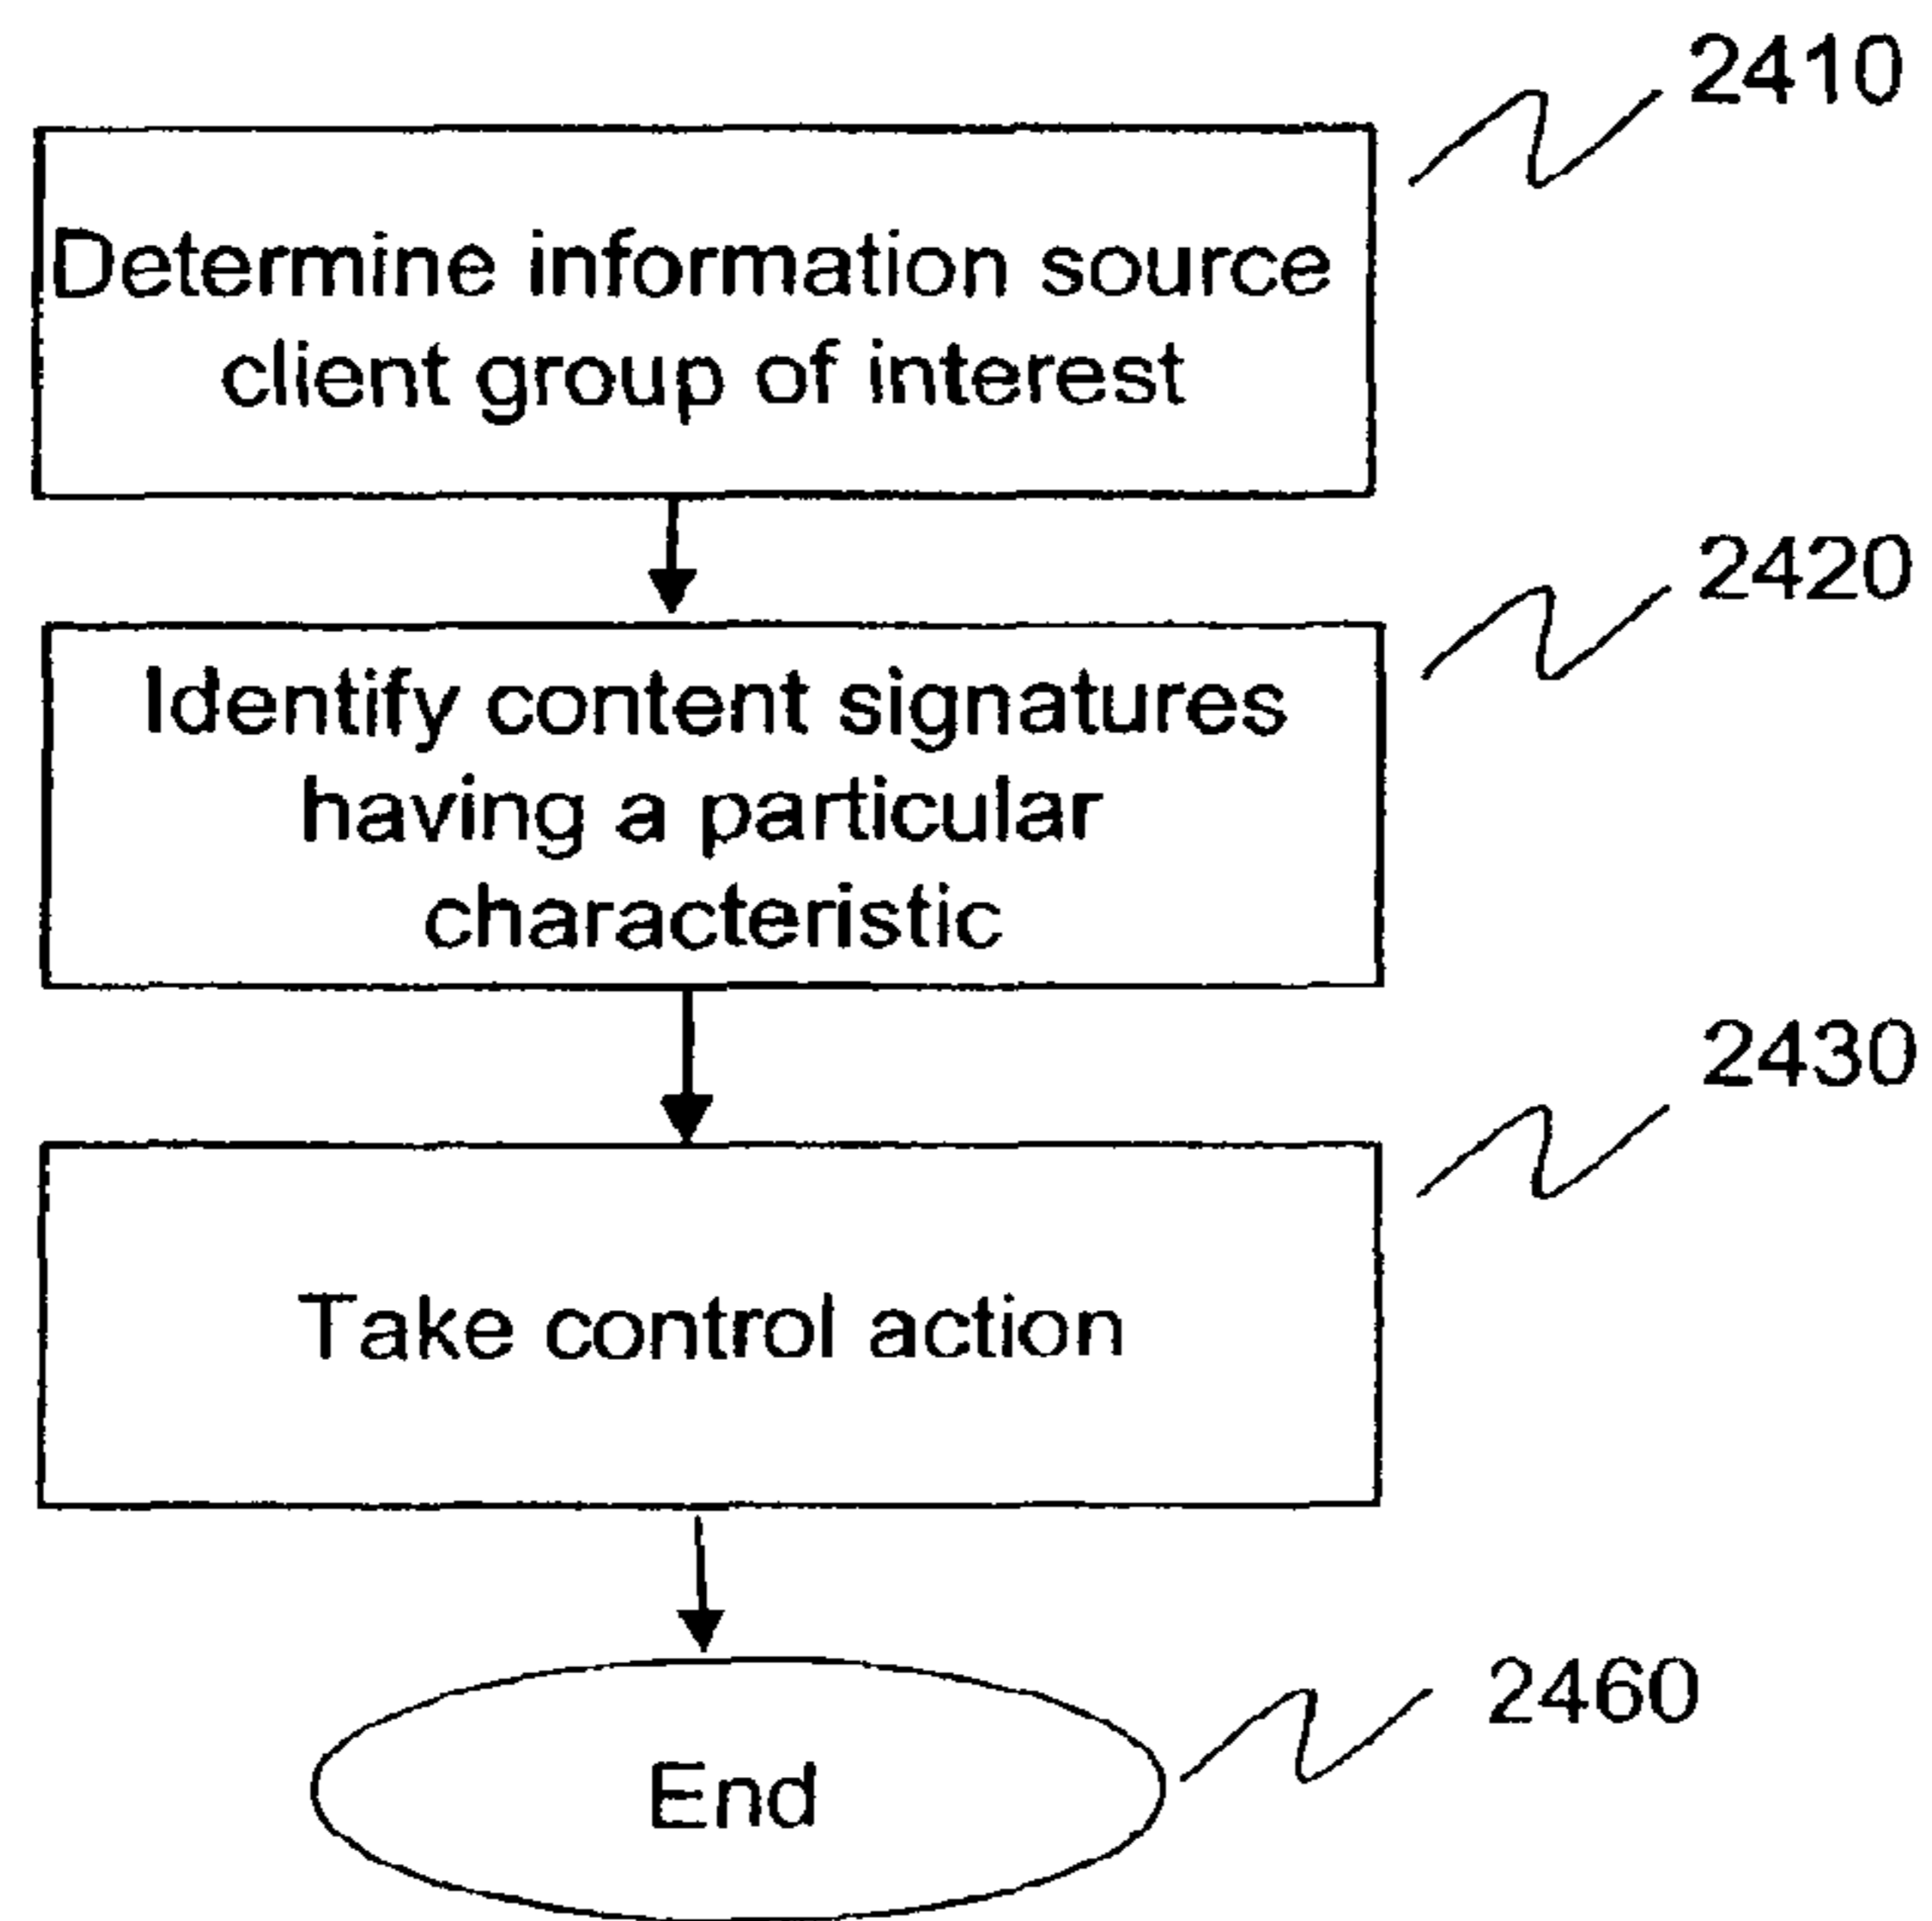 2410
Determine information source
client group of interest
2420
Identify content signatures
having a particular
characteristic
2430
Take control action
2460
End